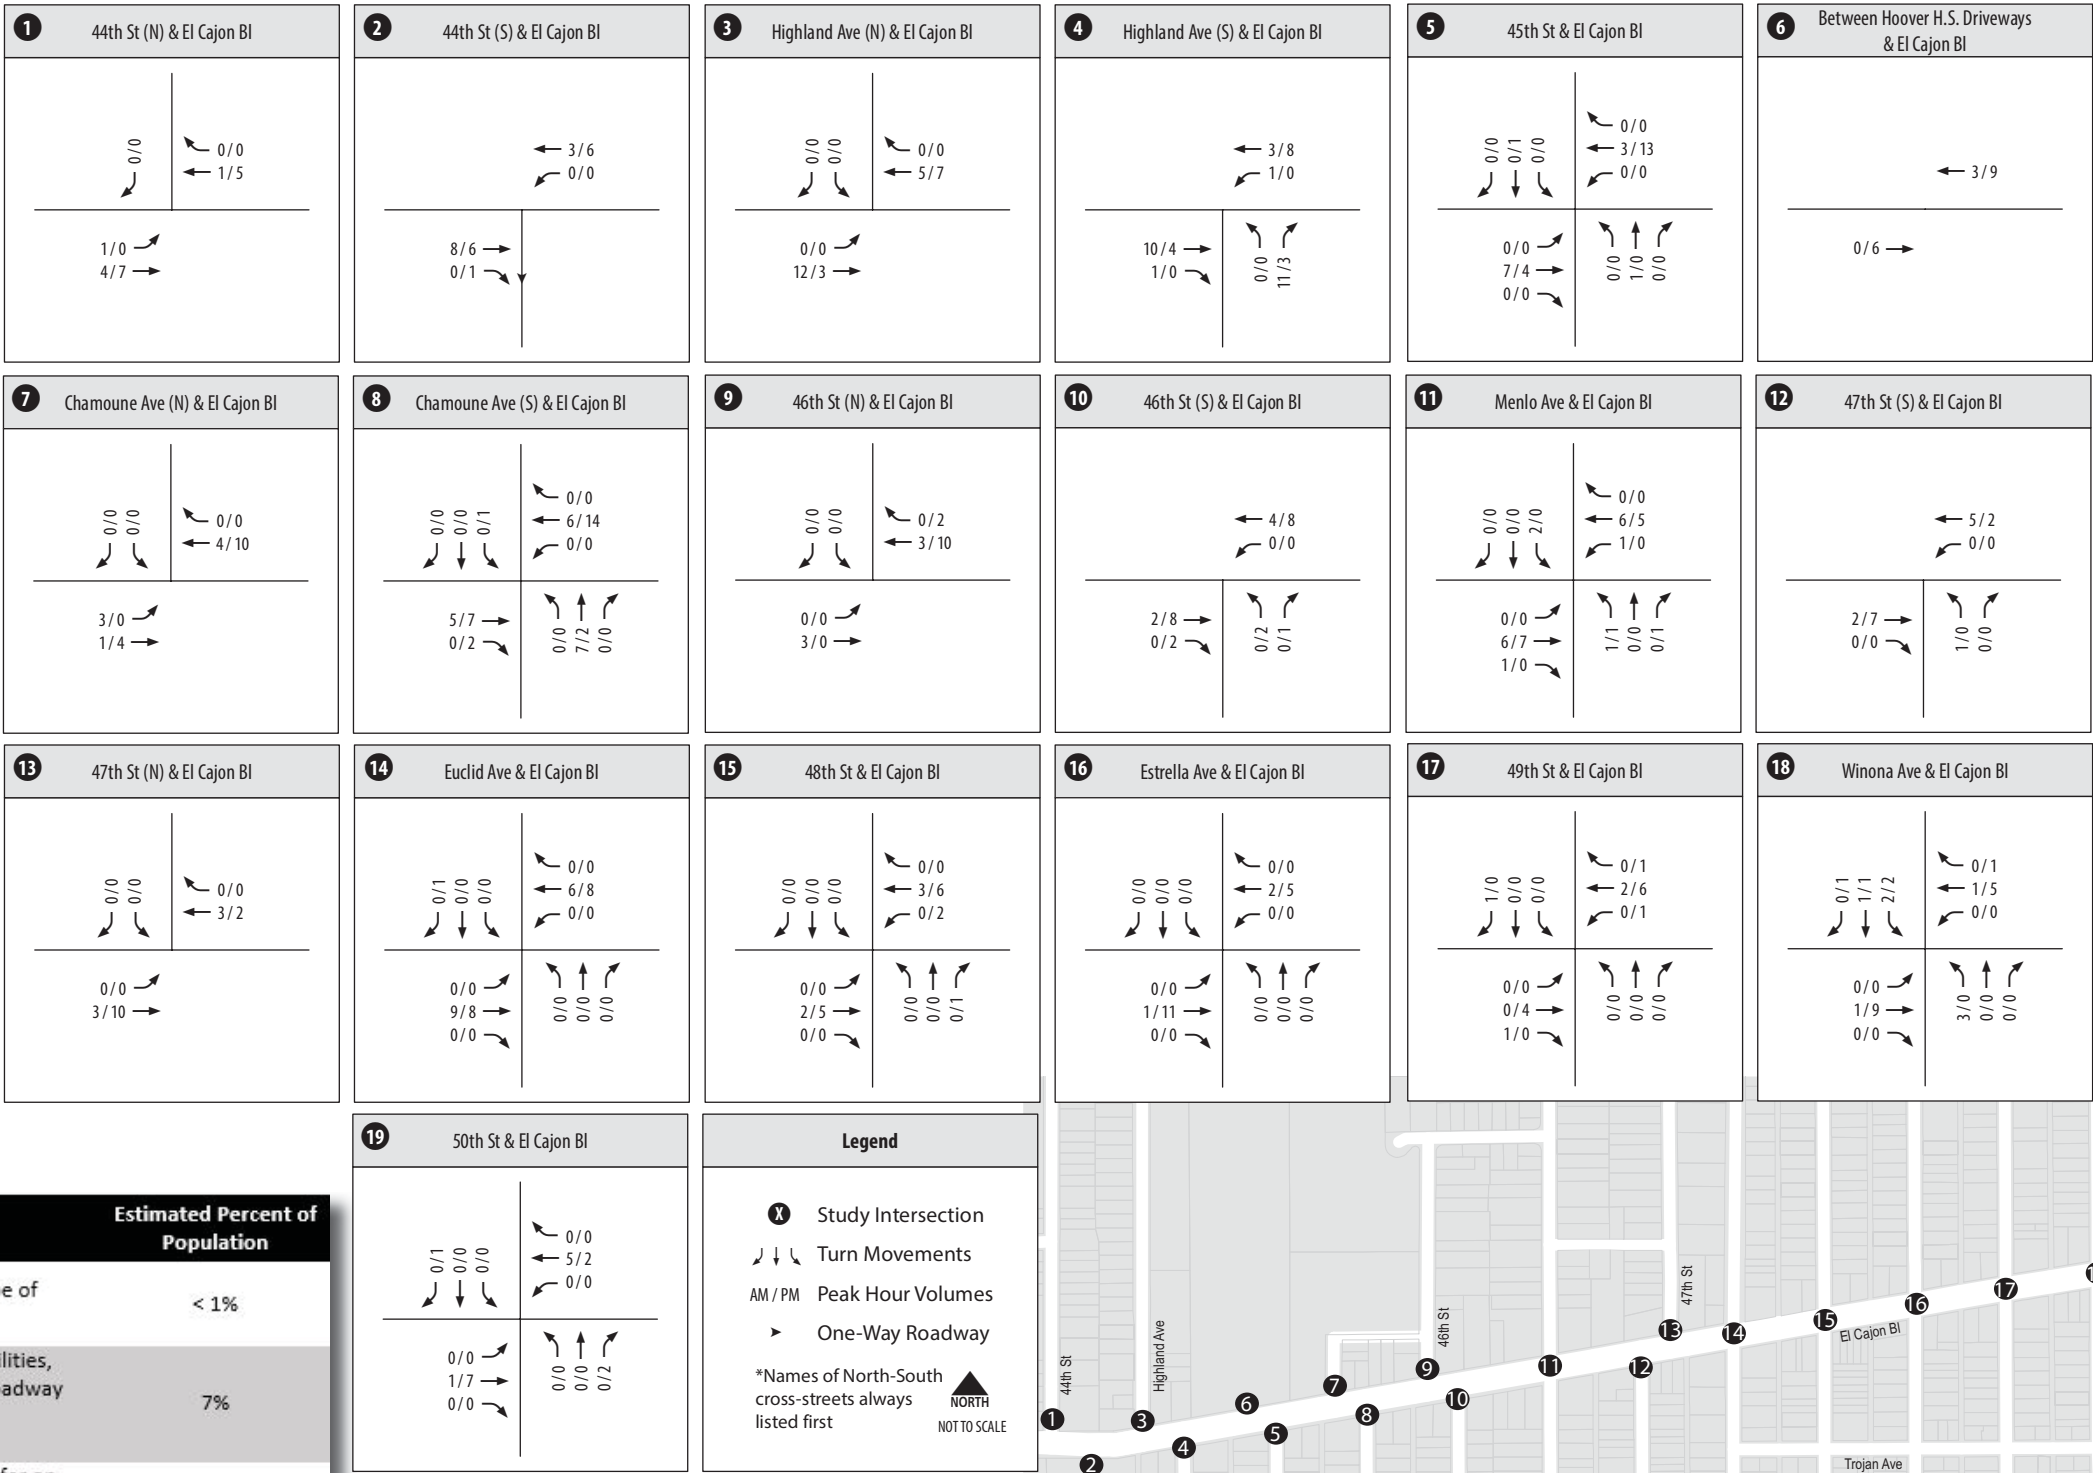 1 44th St (N) & El Cajon Bl
0/0
0/0
1/5
1/0
4/7
2 44th St (S) & El Cajon Bl
3/6
0/0
8/6
0/1
3 Highland Ave (N) & El Cajon Bl
0/0 0/0
0/0
5/7
0/0
12/3
4 Highland Ave (S) & El Cajon Bl
3/8
1/0
10/4
1/0
0/0 11/3
5 45th St & El Cajon Bl
0/0 0/1 0/0
0/0
3/13
0/0
0/0
7/4
0/0
0/0 1/0 0/0
6 Between Hoover H.S. Driveways
& El Cajon Bl
3/9
0/6
7 Chamoune Ave (N) & El Cajon Bl
0/0 0/0
0/0
4/10
3/0
1/4
8 Chamoune Ave (S) & El Cajon Bl
0/0 0/0 0/1
0/0
6/14
0/0
5/7
0/2
0/0 7/2 0/0
9 46th St (N) & El Cajon Bl
0/0 0/0
0/2
3/10
0/0
3/0
10 46th St (S) & El Cajon Bl
4/8
0/0
2/8
0/2
0/2 0/1
11 Menlo Ave & El Cajon Bl
0/0 0/0 2/0
0/0
6/5
1/0
0/0
6/7
1/0
1/1 0/0 0/1
12 47th St (S) & El Cajon Bl
5/2
0/0
2/7
0/0
1/0 0/0
13 47th St (N) & El Cajon Bl
0/0 0/0
0/0
3/2
0/0
3/10
14 Euclid Ave & El Cajon Bl
0/1 0/0 0/0
0/0
6/8
0/0
0/0
9/8
0/0
0/0 0/0 0/0
15 48th St & El Cajon Bl
0/0 0/0 0/0
0/0
3/6
0/2
0/0
2/5
0/0
0/0 0/0 0/1
16 Estrella Ave & El Cajon Bl
0/0 0/0 0/0
0/0
2/5
0/0
0/0
1/11
0/0
0/0 0/0 0/0
17 49th St & El Cajon Bl
1/0 0/0 0/0
0/1
2/6
0/1
0/0
0/4
1/0
0/0 0/0 0/0
18 Winona Ave & El Cajon Bl
0/1 1/1 2/2
0/1
1/5
0/0
0/0
1/9
0/0
3/0 0/0 0/0
19 50th St & El Cajon Bl
0/1 0/0 0/0
0/0
5/2
0/0
0/0
1/7
0/0
0/0 0/0 0/2
Legend
X Study Intersection
Turn Movements
AM / PM Peak Hour Volumes
One-Way Roadway
*Names of North-South
cross-streets always
listed first
NORTH
NOT TO SCALE
Estimated Percent of
Population
of
< 1%
7%
44th St
Highland Ave
46th St
47th St
El Cajon Bl
Trojan Ave
1
2
3
4
5
6
7
8
9
10
11
12
13
14
15
16
17